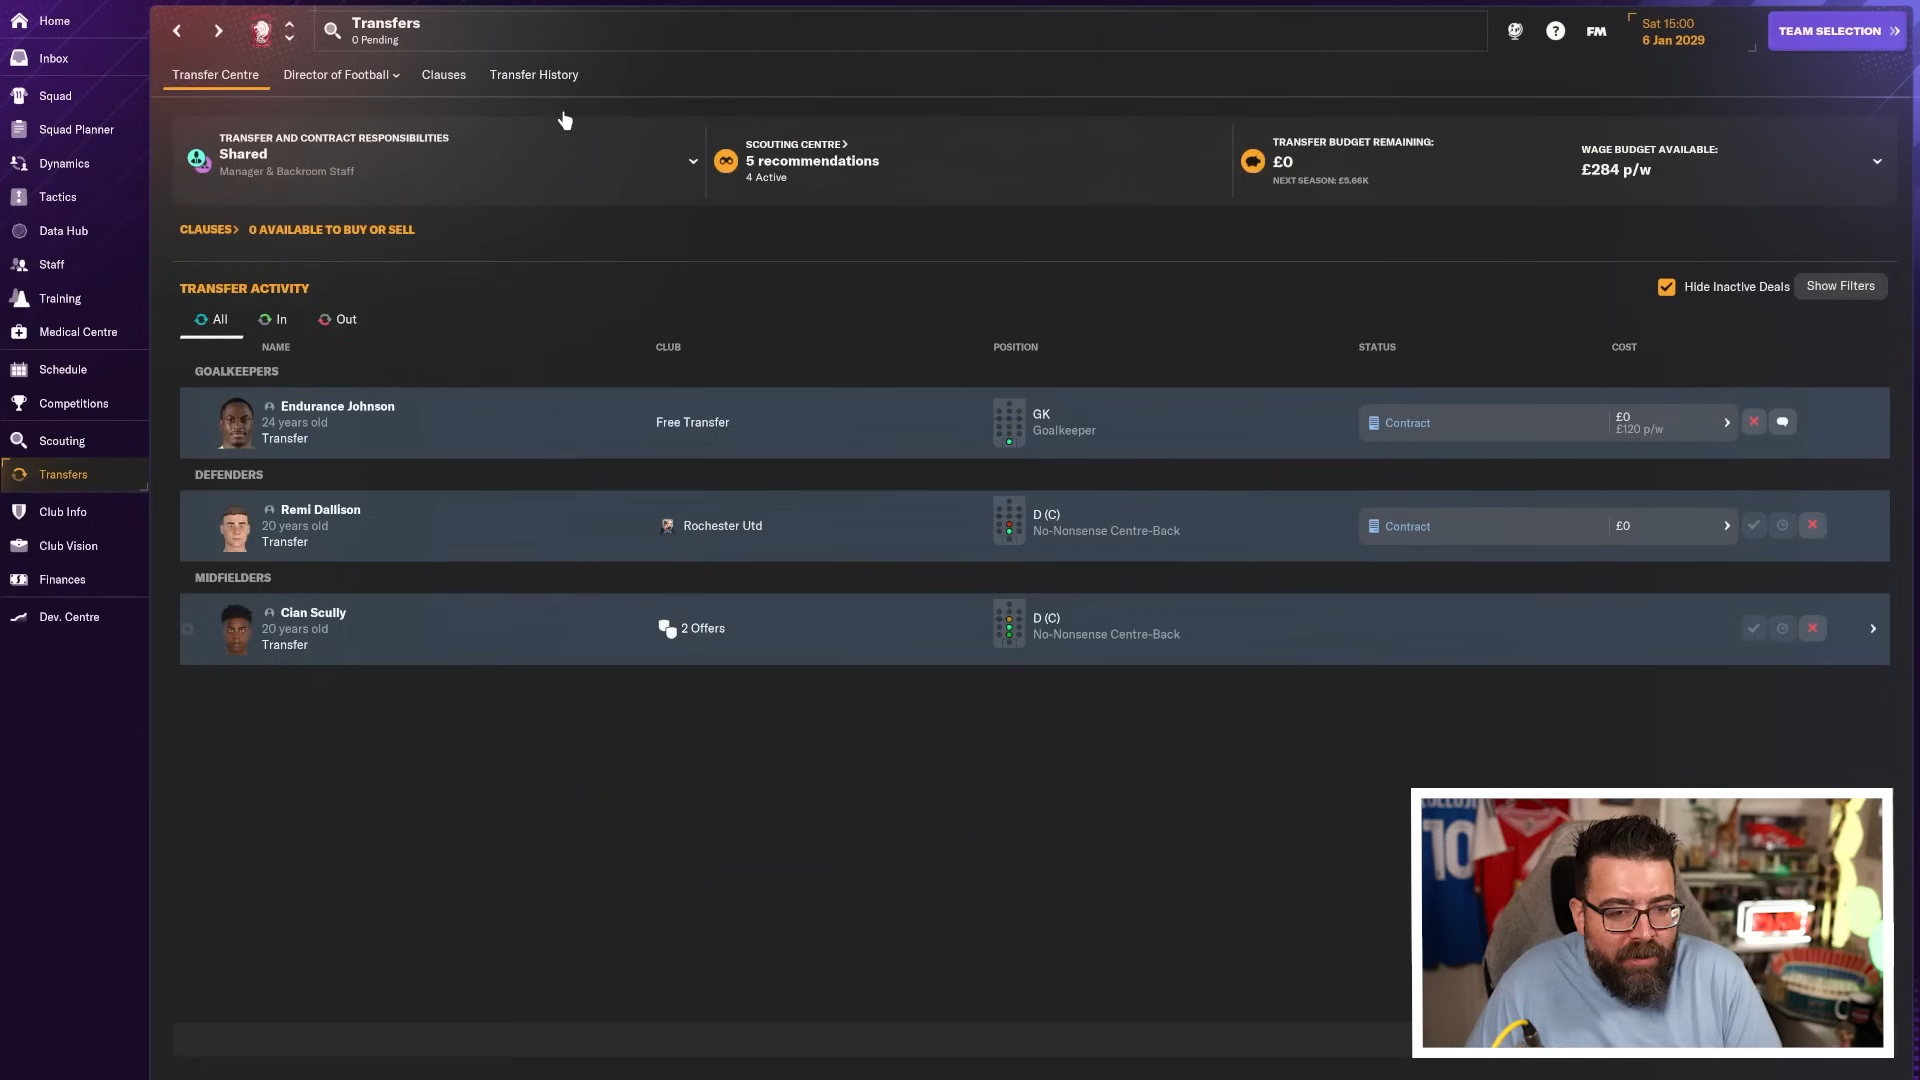 Home
Inbox
Squad
Squad Planner
Dynamics
Tactics
Data Hub
Staff
Training
Medical Centre
Schedule
Competitions
Scouting
Transfers
Club Info
Club Vision
Finances
Dev. Centre
Transfers
0 Pending
FM
Sat 15:00
6 Jan 2029
TEAM SELECTION
Transfer Centre
Director of Football
Clauses
Transfer History
TRANSFER AND CONTRACT RESPONSIBILITIES
Shared
Manager & Backroom Staff
SCOUTING CENTRE
5 recommendations
4 Active
TRANSFER BUDGET REMAINING:
£0
NEXT SEASON: £5.66K
WAGE BUDGET AVAILABLE:
£284 p/w
CLAUSES> 0 AVAILABLE TO BUY OR SELL
TRANSFER ACTIVITY
Hide Inactive Deals
Show Filters
All In Out
NAME CLUB POSITION STATUS COST
GOALKEEPERS
Endurance Johnson
24 years old
Transfer
Free Transfer
GK
Goalkeeper
Contract
£0
£120 p/w
DEFENDERS
Remi Dallison
20 years old
Transfer
Rochester Utd
D (C)
No-Nonsense Centre-Back
Contract
£0
MIDFIELDERS
Cian Scully
20 years old
Transfer
2 Offers
D (C)
No-Nonsense Centre-Back
10